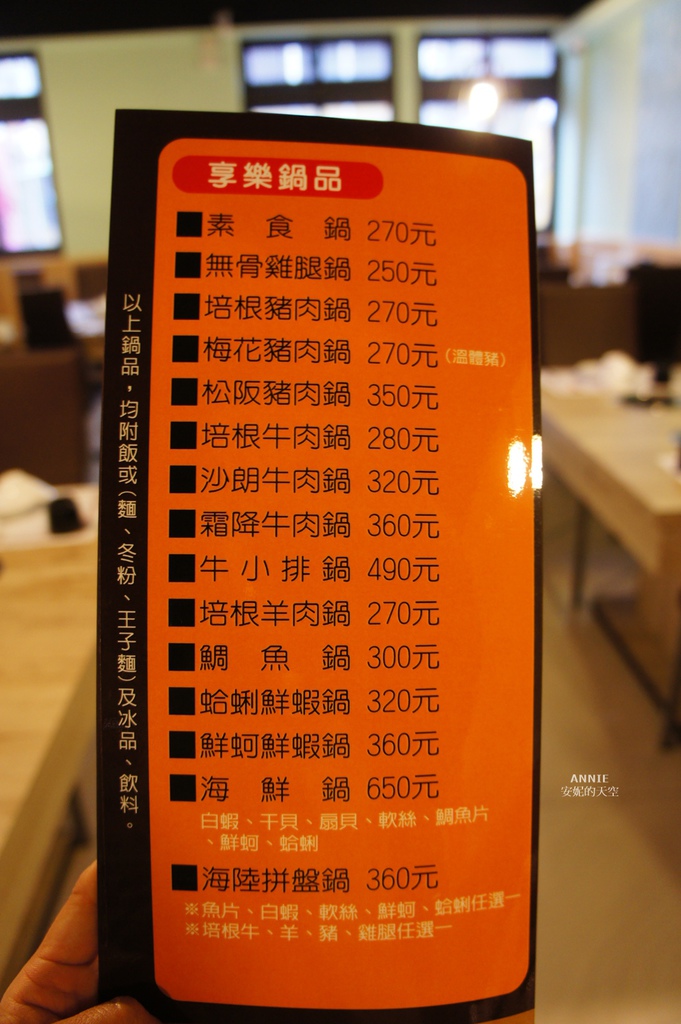 享樂鍋品
■素食鍋 270元
■無骨雞腿鍋 250元
■培根豬肉鍋 270元
■梅花豬肉鍋 270元(溫體豬)
■松阪豬肉鍋 350元
■培根牛肉鍋 280元
■沙朗牛肉鍋 320元
■霜降牛肉鍋 360元
■牛小排鍋 490元
■培根羊肉鍋 270元
■鯛魚鍋 300元
■蛤蜊鮮蝦鍋 320元
■鮮蚵鮮蝦鍋 360元
■海鮮鍋 650元
白蝦、干貝、扇貝、軟絲、鯛魚片
、鮮蚵、蛤蜊
■海陸拼盤鍋 360元
※魚片、白蝦、軟絲、鮮蚵、蛤蜊任選一
※培根牛、羊、豬、雞腿任選一
以上鍋品，均附飯或(麵、冬粉、王子麵)及冰品、飲料。
ANNIE
安妮的天空